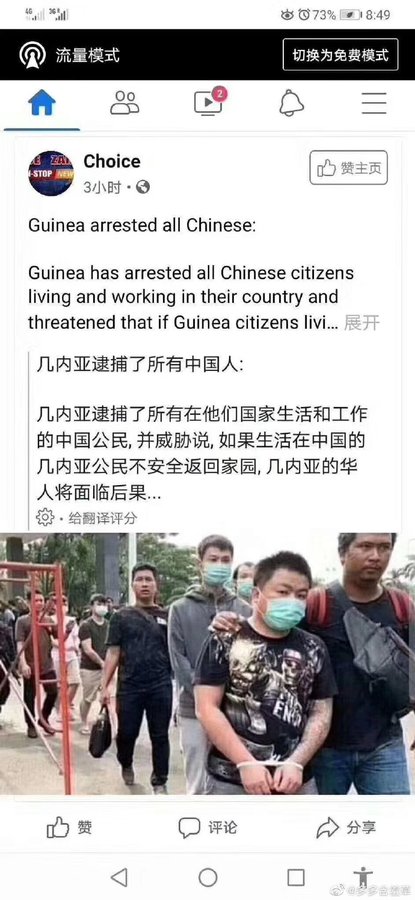 4G 3G 73% 8:49
流量模式
切换为免费模式
2
Choice
3小时
赞主页
Guinea arrested all Chinese:
Guinea has arrested all Chinese citizens
living and working in their country and
threatened that if Guinea citizens livi... 展开
几内亚逮捕了所有中国人:
几内亚逮捕了所有在他们国家生活和工作
的中国公民, 并威胁说, 如果生活在中国的
几内亚公民不安全返回家园, 几内亚的华
人将面临后果...
· 给翻译评分
赞
评论
分享